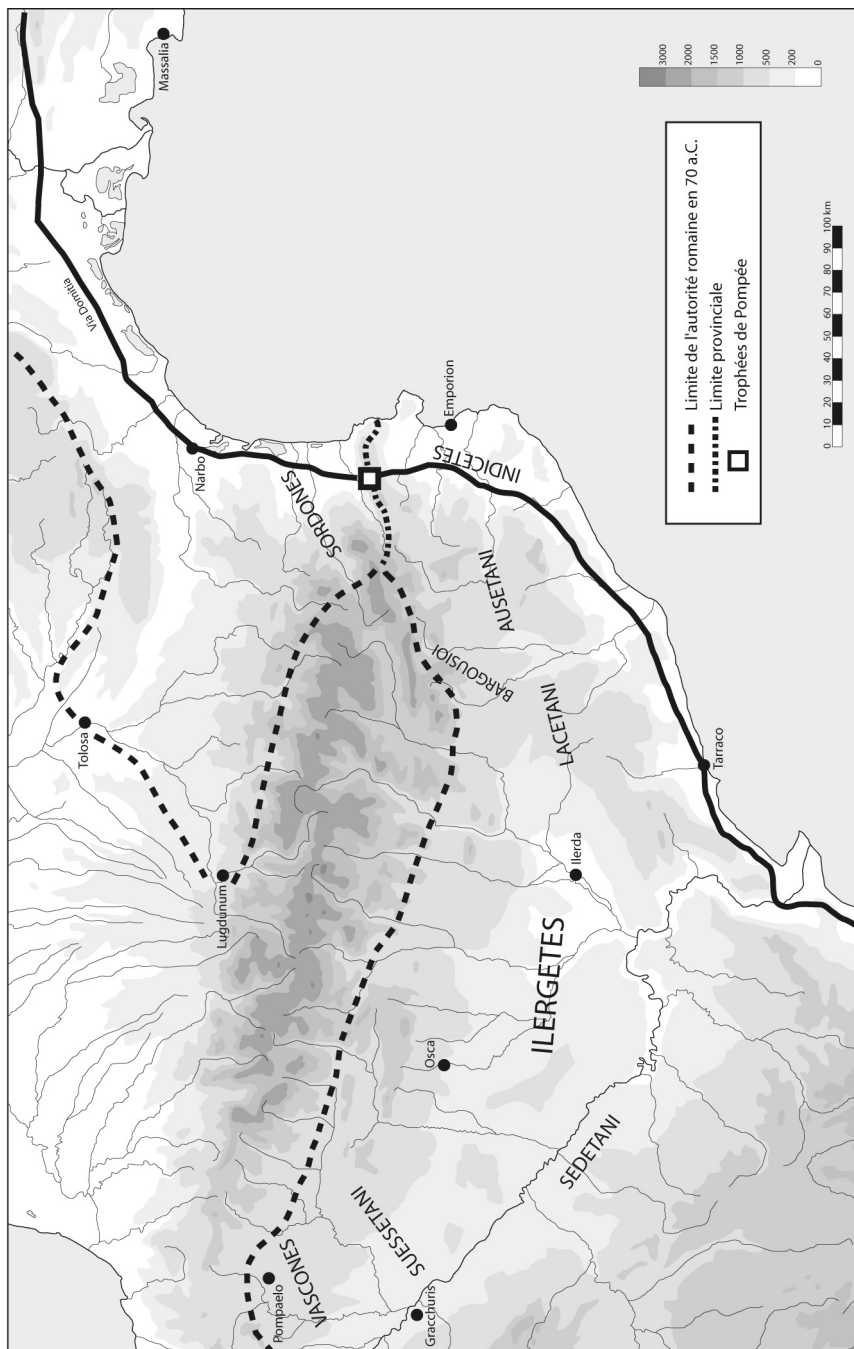 Massalia
Via Domitia
Narbo
Tolosa
Lugdunum
SORDONES
Emporion
INDICETES
AUSETANI
BARGOUSIOI
LACETANI
Tarraco
Ilerda
ILERGETES
Osca
SEDETANI
SUESSETANI
VASCONES
Pompaelo
Gracchuris
3000
2000
1500
1000
500
200
0
Limite de l'autorité romaine en 70 a.C.
Limite provinciale
Trophées de Pompée
0 10 20 30 40 50 60 70 80 90 100 km